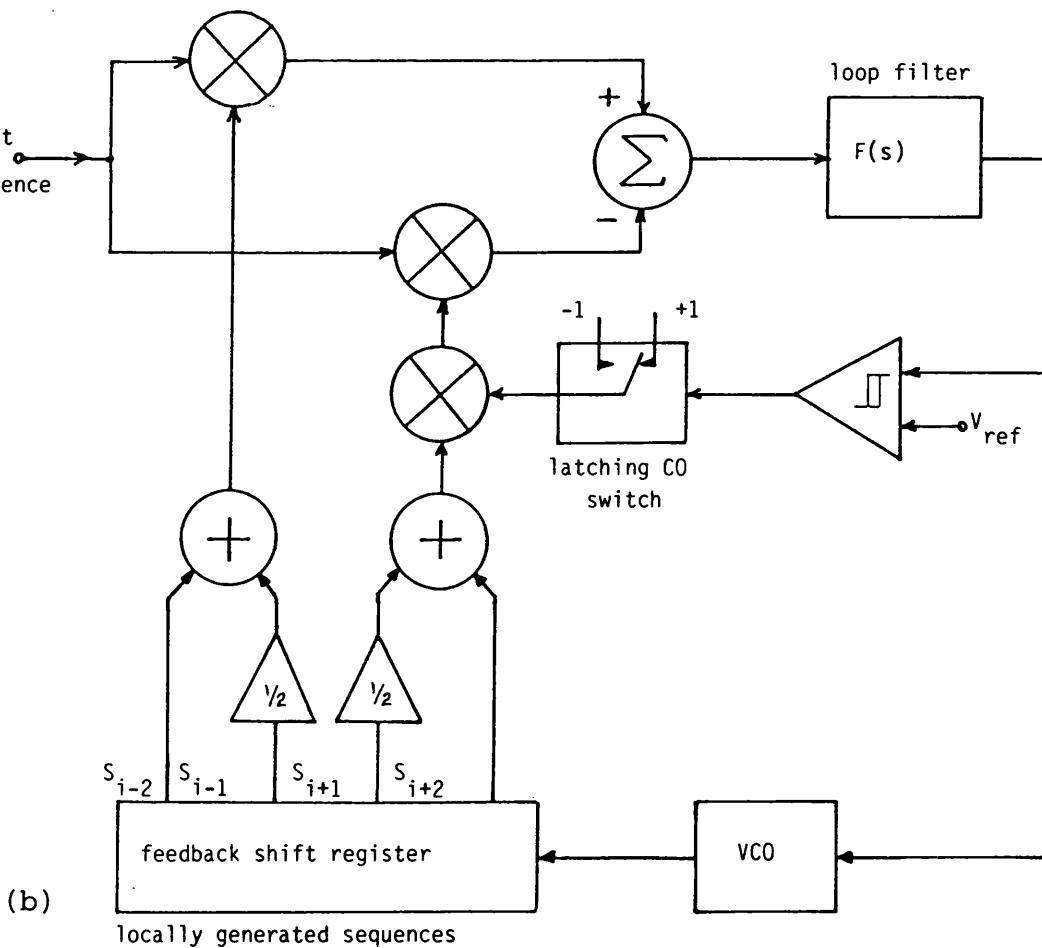 loop filter
t
ence
+
Σ
-
F(s)
-1 +1
V ref
latching CO
switch
+ +
½ ½
S i-2 S i-1 S i+1 S i+2
feedback shift register
VCO
(b)
locally generated sequences